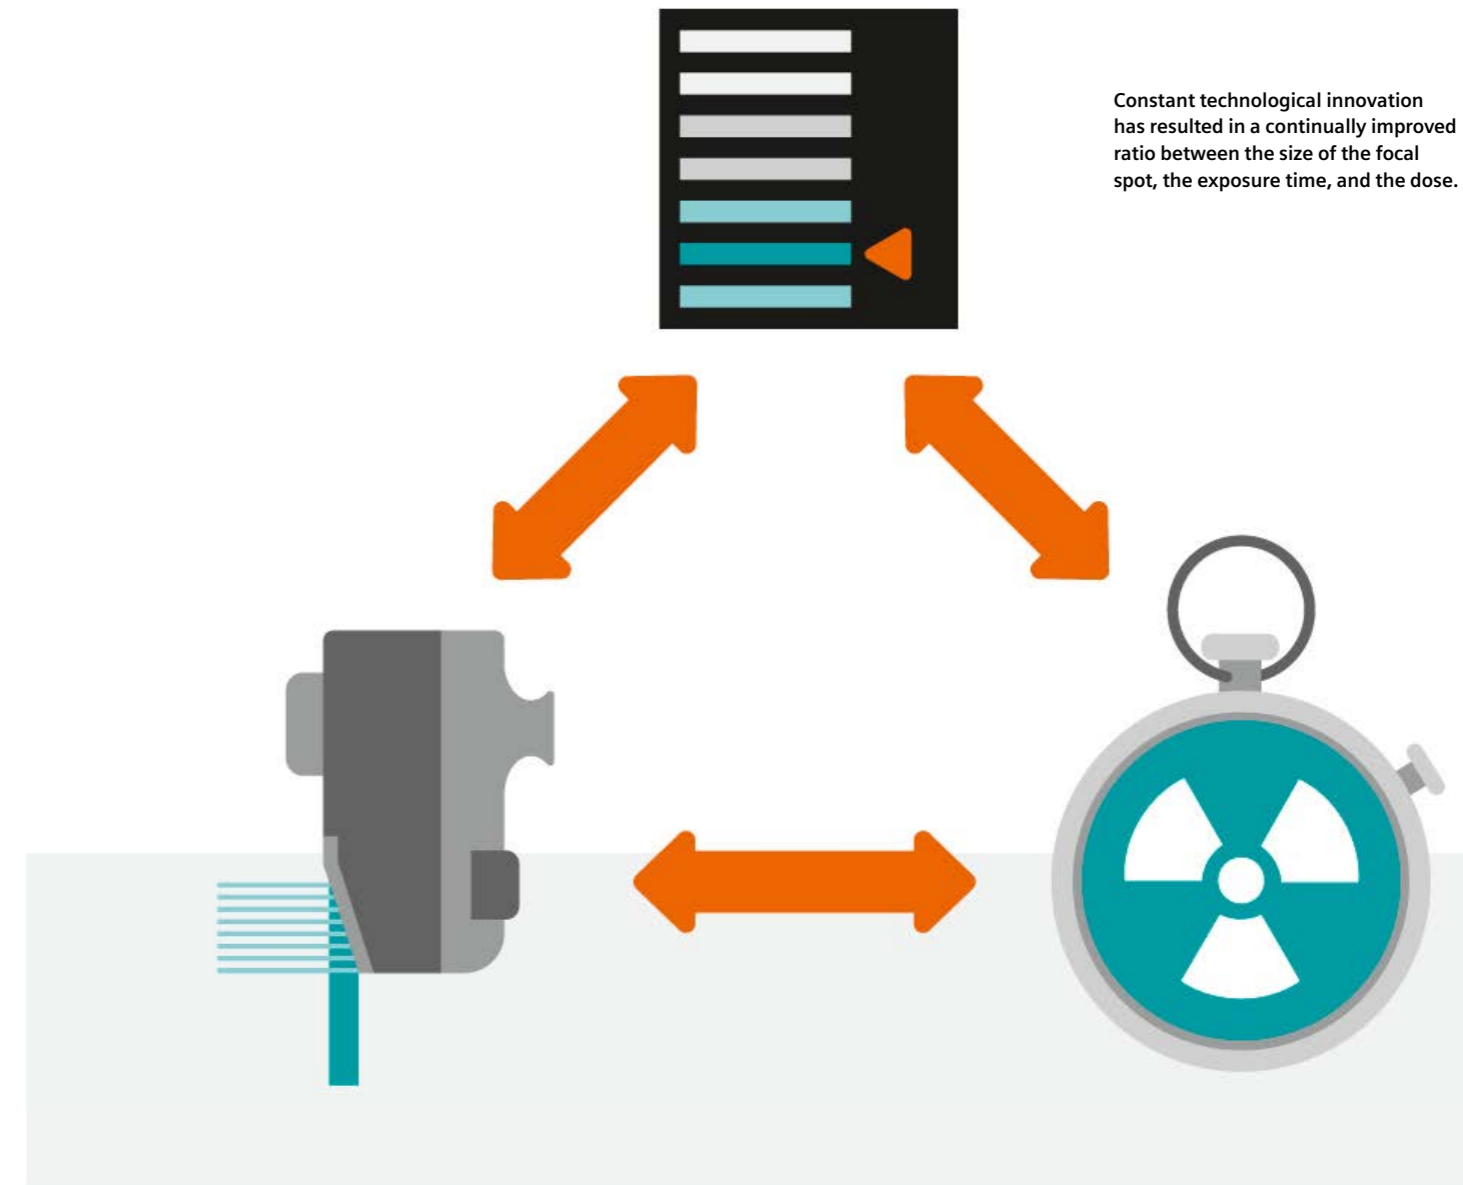 Constant technological innovation
has resulted in a continually improved
ratio between the size of the focal
spot, the exposure time, and the dose.